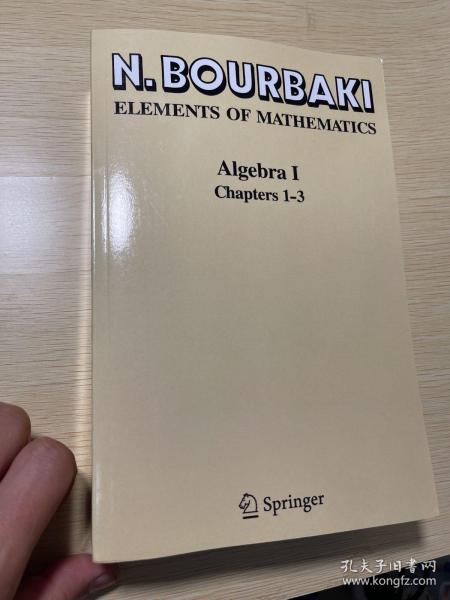 N. BOURBAKI
ELEMENTS OF MATHEMATICS
Algebra I
Chapters 1–3
Springer
孔夫子旧书网
www.kongfz.com